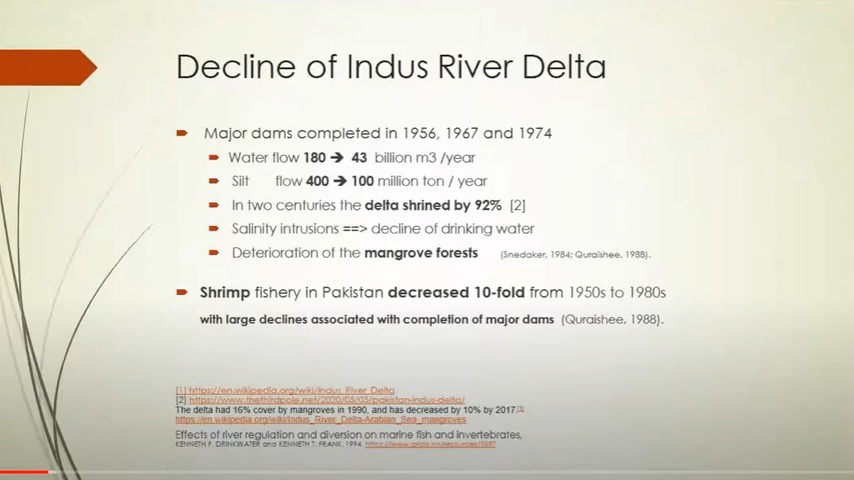 Decline of Indus River Delta
Major dams completed in 1956, 1967 and 1974
Water flow 180 ➔ 43 billion m3 /year
Silt flow 400 ➔ 100 million ton / year
In two centuries the delta shrined by 92% [2]
Salinity intrusions ==> decline of drinking water
Deterioration of the mangrove forests (Snedaker, 1984; Quraishee, 1988).
Shrimp fishery in Pakistan decreased 10-fold from 1950s to 1980s
with large declines associated with completion of major dams (Quraishee, 1988).
[1] https://en.wikipedia.org/wiki/Indus_River_Delta
[2] https://www.thethirdpole.net/2020/05/05/pakistan-indus-delta/
The delta had 16% cover by mangroves in 1990, and has decreased by 10% by 2017.
https://en.wikipedia.org/wiki/Indus_River_Delta-Arabian_Sea_mangroves
Effects of river regulation and diversion on marine fish and invertebrates,
KENNETH F. DRINKWATER and KENNETH T. FRANK, 1994.